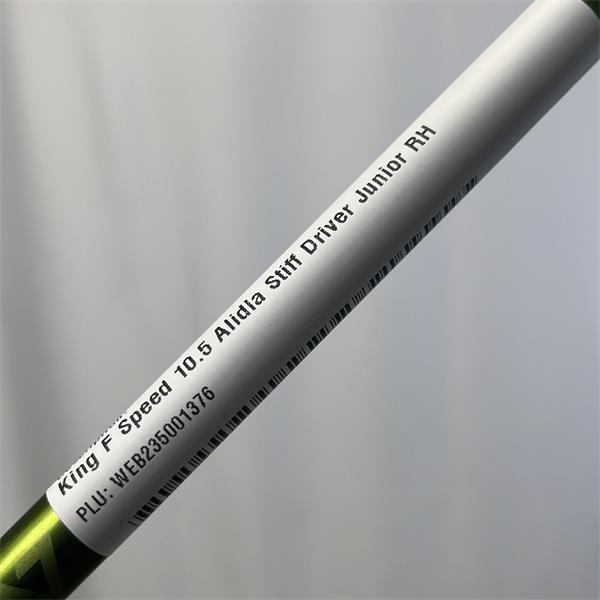 King F Speed 10.5 Alidla Stiff Driver Junior RH
PLU: WEB235001376